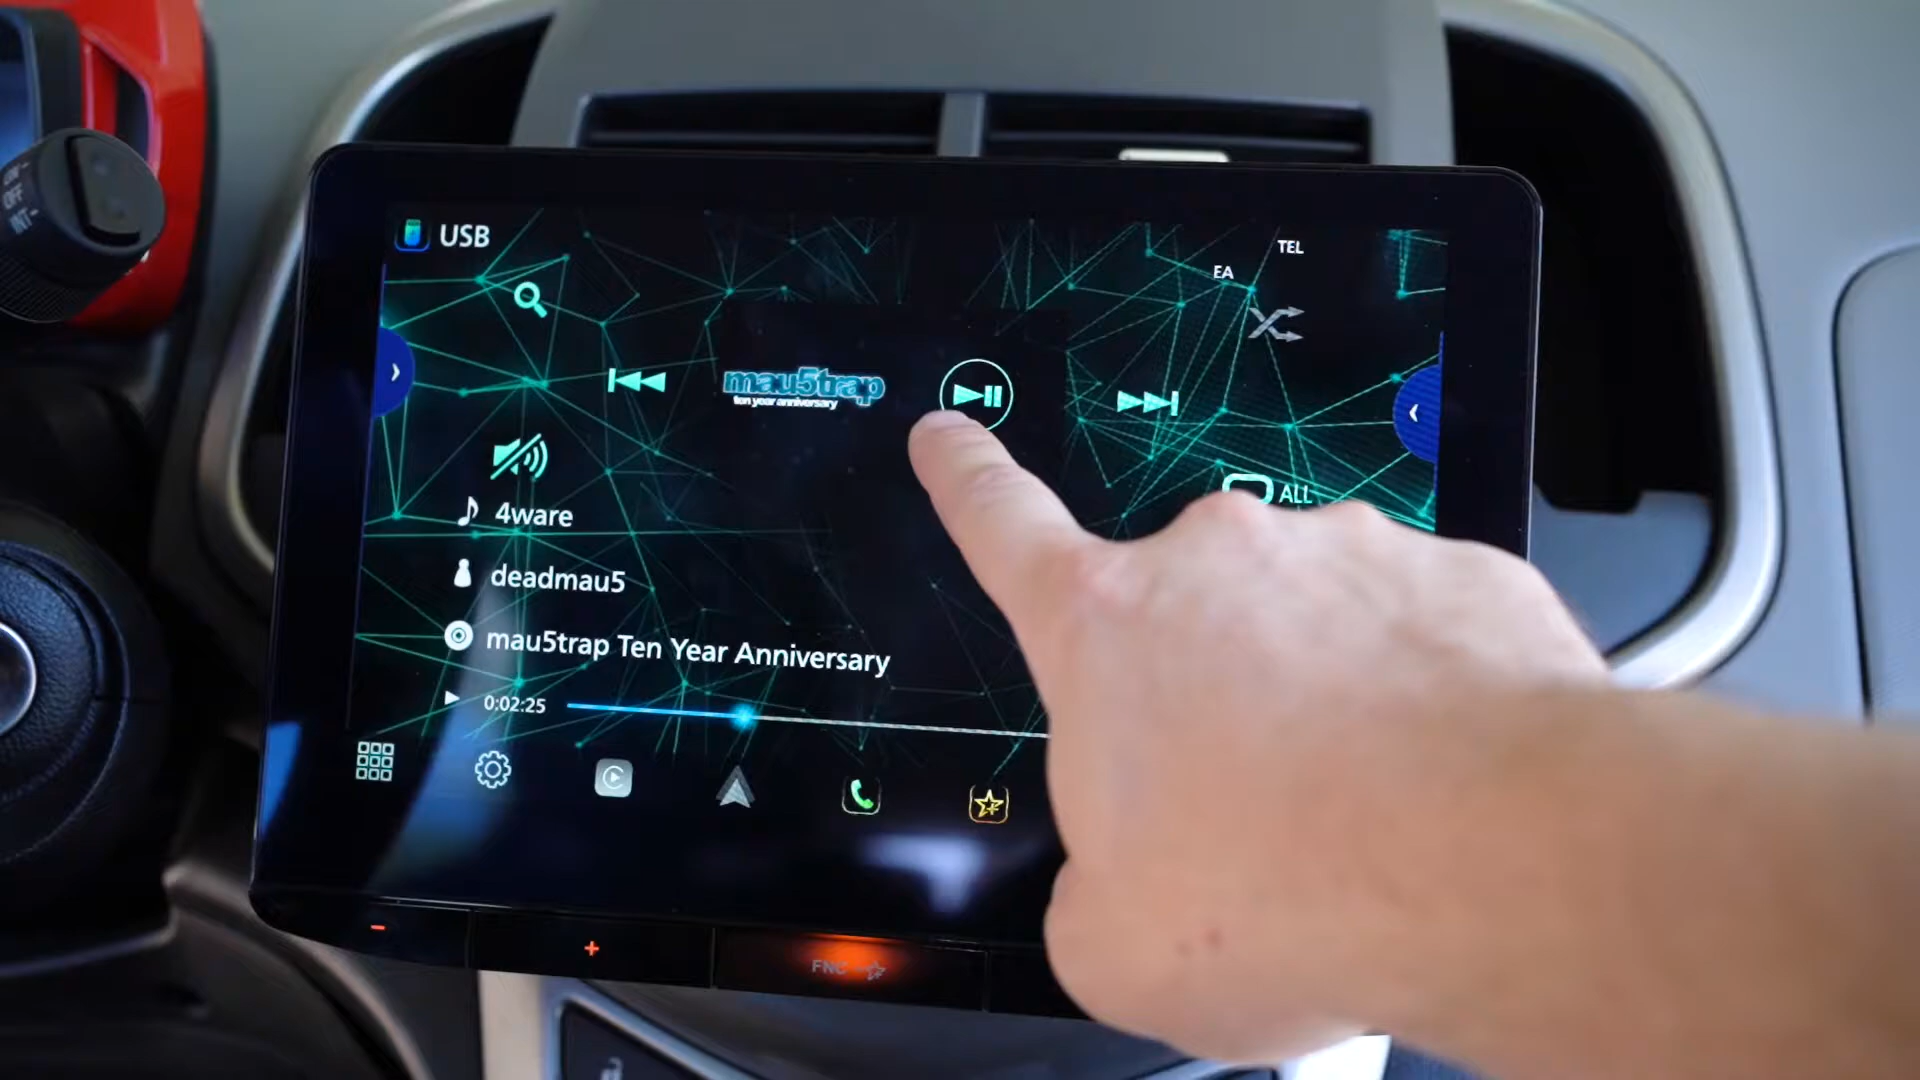 ON-
OFF
INT-
USB
TEL
EA
mau5trap
ten year anniversary
ALL
4ware
deadmau5
mau5trap Ten Year Anniversary
0:02:25
-
+
FNC